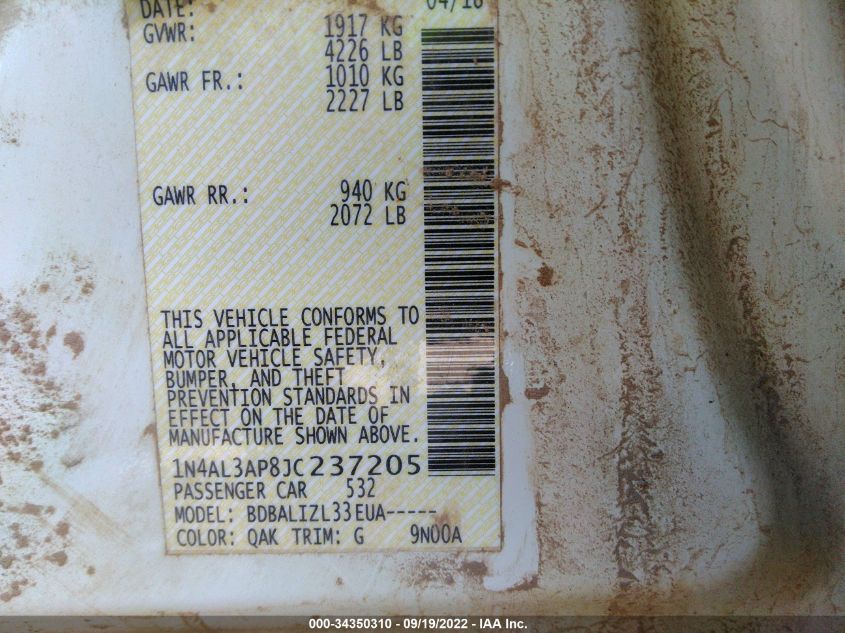 DATE: 04/18
GVWR: 1917 KG
4226 LB
GAWR FR.: 1010 KG
2227 LB
GAWR RR.: 940 KG
2072 LB
THIS VEHICLE CONFORMS TO
ALL APPLICABLE FEDERAL
MOTOR VEHICLE SAFETY,
BUMPER, AND THEFT
PREVENTION STANDARDS IN
EFFECT ON THE DATE OF
MANUFACTURE SHOWN ABOVE.
1N4AL3AP8JC237205
PASSENGER CAR 532
MODEL: BDBALIZL33EUA-----
COLOR: QAK TRIM: G 9N00A
000-34350310 - 09/19/2022 - IAA Inc.